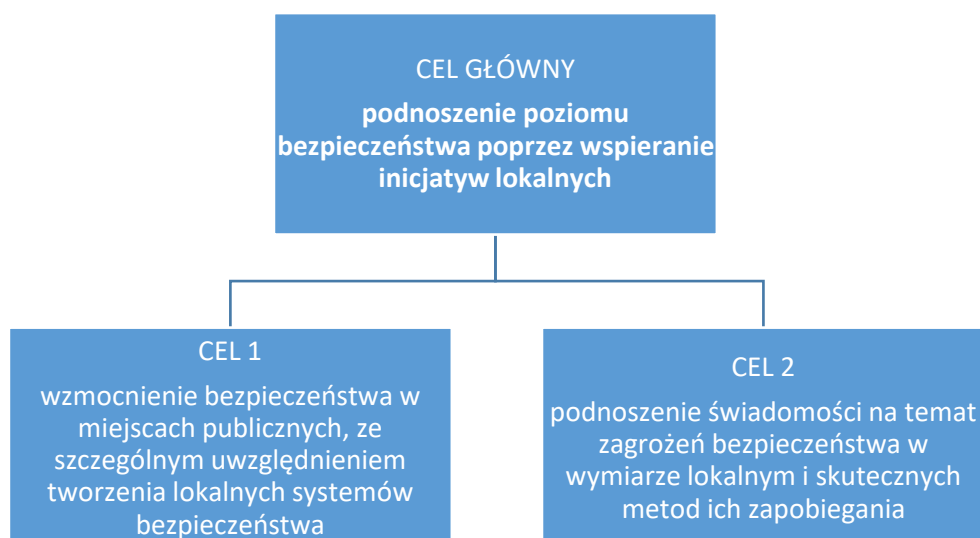 CEL GŁÓWNY
podnoszenie poziomu
bezpieczeństwa poprzez wspieranie
inicjatyw lokalnych
CEL 1
wzmocnienie bezpieczeństwa w
miejscach publicznych, ze
szczególnym uwzględnieniem
tworzenia lokalnych systemów
bezpieczeństwa
CEL 2
podnoszenie świadomości na temat
zagrożeń bezpieczeństwa w
wymiarze lokalnym i skutecznych
metod ich zapobiegania